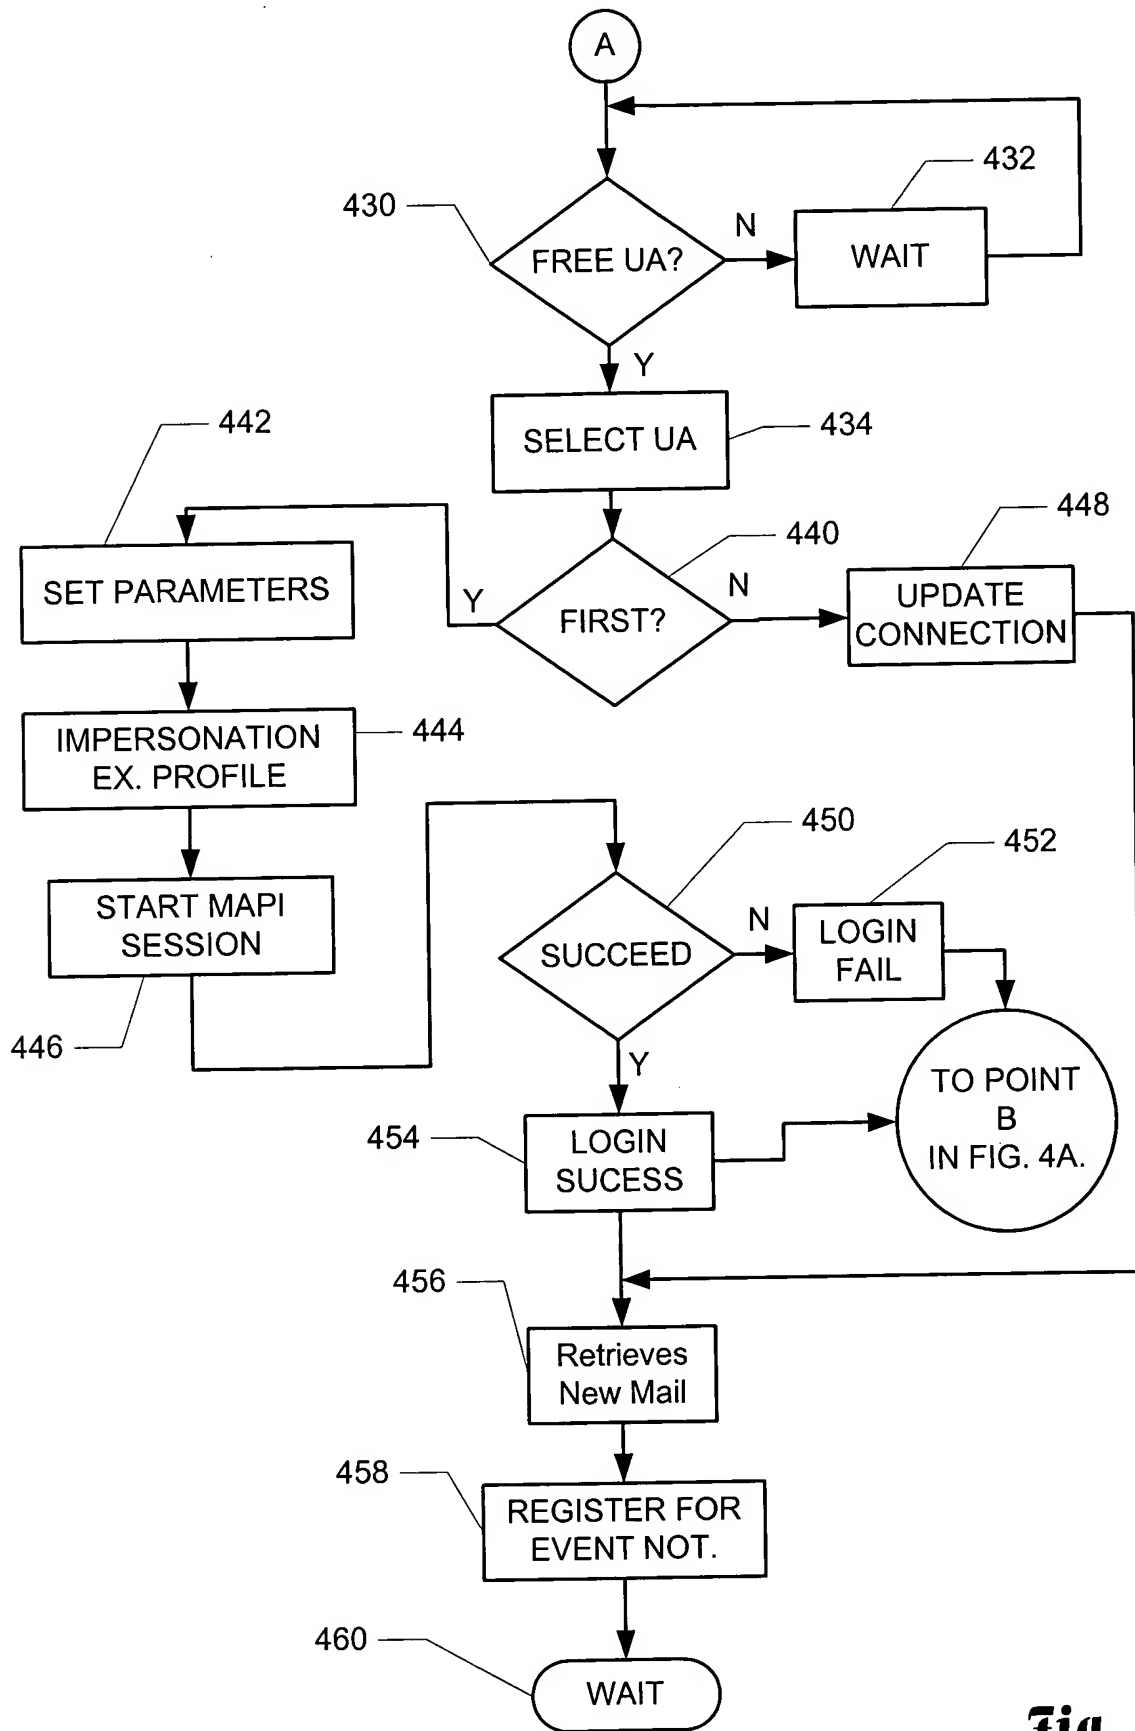 A
432
430
N
FREE UA?
WAIT
Y
442
SELECT UA
434
448
440
SET PARAMETERS
Y
FIRST?
N
UPDATE
CONNECTION
IMPERSONATION
EX. PROFILE
444
450
452
START MAPI
SESSION
N
SUCCEED
LOGIN
FAIL
446
Y
TO POINT
B
IN FIG. 4A.
454
LOGIN
SUCESS
456
Retrieves
New Mail
458
REGISTER FOR
EVENT NOT.
460
WAIT
Fig